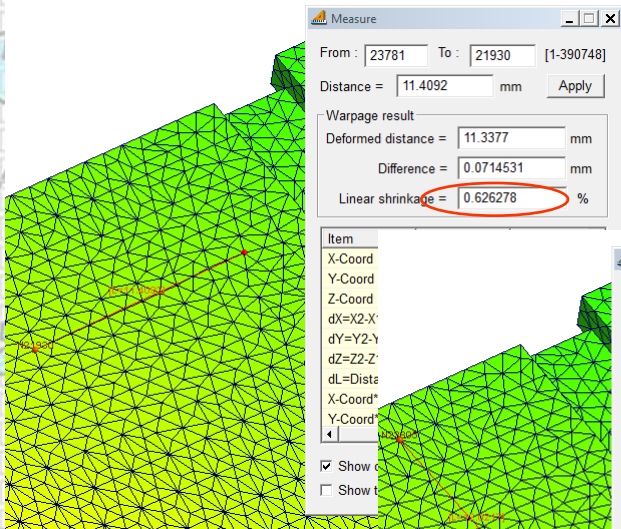 Measure
From : 23781 To : 21930 [1-390748]
Distance = 11.4092 mm Apply
Warpage result
Deformed distance = 11.3377 mm
Difference = 0.0714531 mm
Linear shrinkage = 0.626278 %
Item
X-Coord
Y-Coord
Z-Coord
dX=X2-X
dY=Y2-Y
dZ=Z2-Z
dL=Dista
X-Coord*
Y-Coord*
Show
Show t
N21930